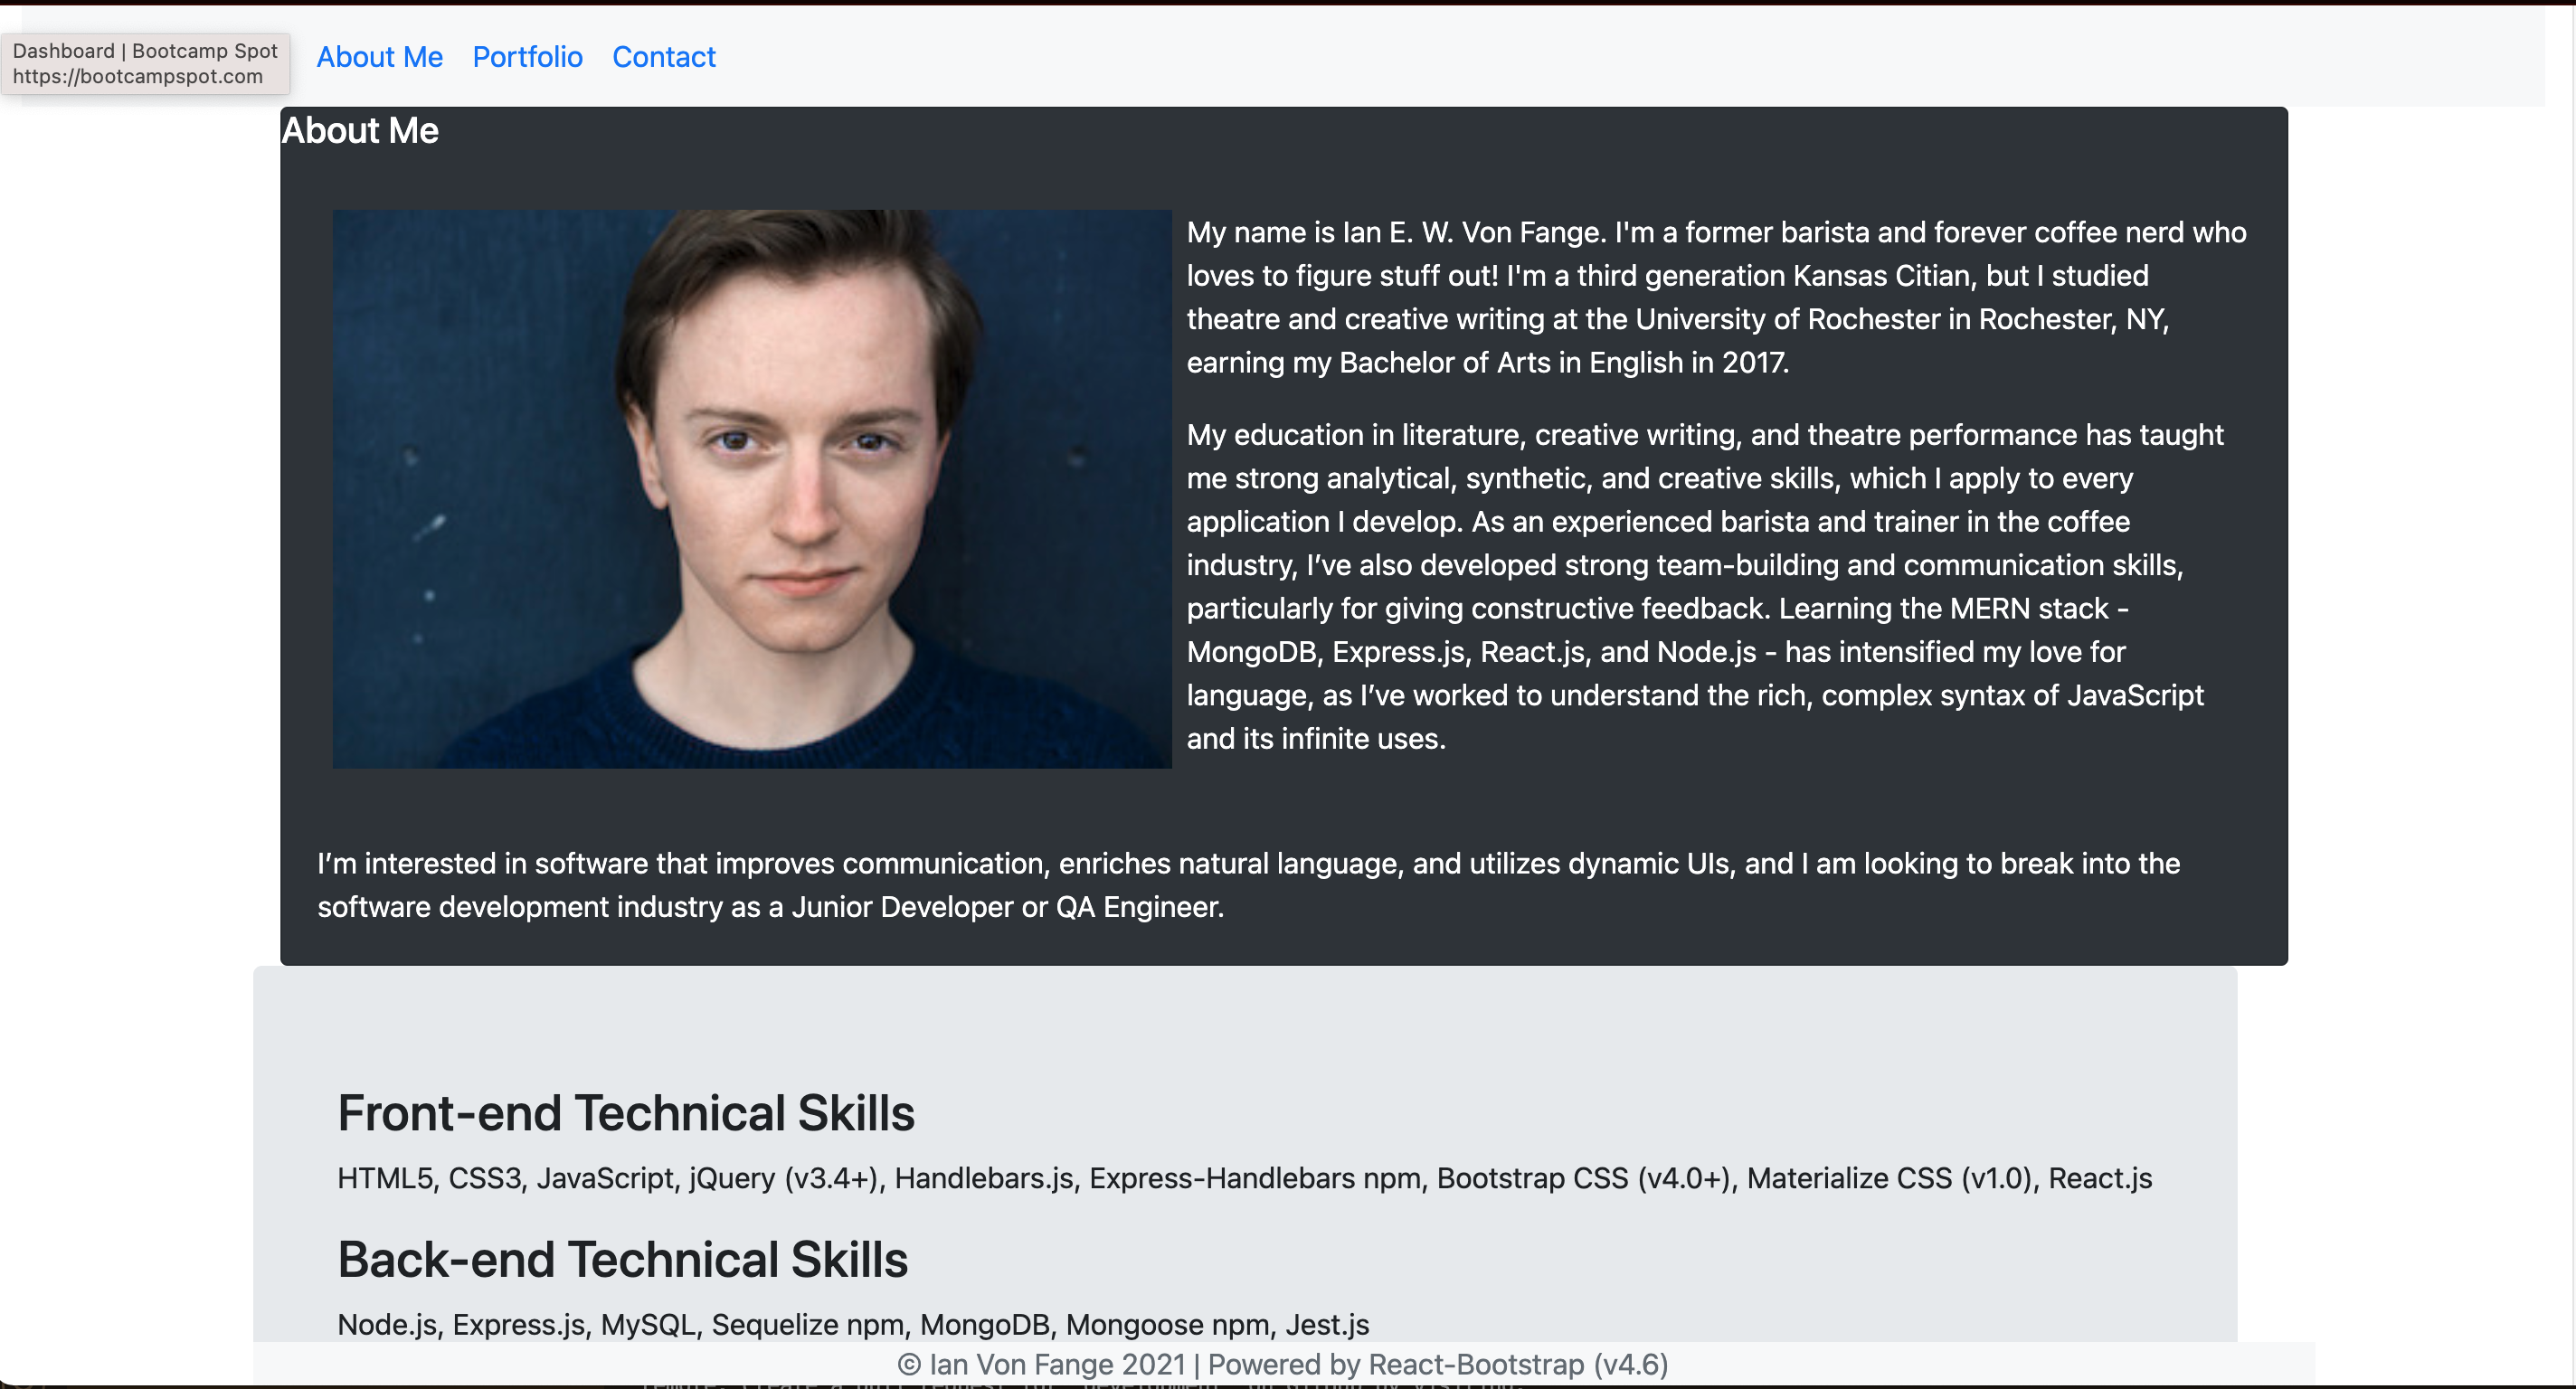 Dashboard | Bootcamp Spot
https://bootcampspot.com
About Me Portfolio Contact
About Me
My name is Ian E. W. Von Fange. I'm a former barista and forever coffee nerd who
loves to figure stuff out! I'm a third generation Kansas Citian, but I studied
theatre and creative writing at the University of Rochester in Rochester, NY,
earning my Bachelor of Arts in English in 2017.
My education in literature, creative writing, and theatre performance has taught
me strong analytical, synthetic, and creative skills, which I apply to every
application I develop. As an experienced barista and trainer in the coffee
industry, I’ve also developed strong team-building and communication skills,
particularly for giving constructive feedback. Learning the MERN stack -
MongoDB, Express.js, React.js, and Node.js - has intensified my love for
language, as I’ve worked to understand the rich, complex syntax of JavaScript
and its infinite uses.
I’m interested in software that improves communication, enriches natural language, and utilizes dynamic UIs, and I am looking to break into the
software development industry as a Junior Developer or QA Engineer.
Front-end Technical Skills
HTML5, CSS3, JavaScript, jQuery (v3.4+), Handlebars.js, Express-Handlebars npm, Bootstrap CSS (v4.0+), Materialize CSS (v1.0), React.js
Back-end Technical Skills
Node.js, Express.js, MySQL, Sequelize npm, MongoDB, Mongoose npm, Jest.js
© Ian Von Fange 2021 | Powered by React-Bootstrap (v4.6)